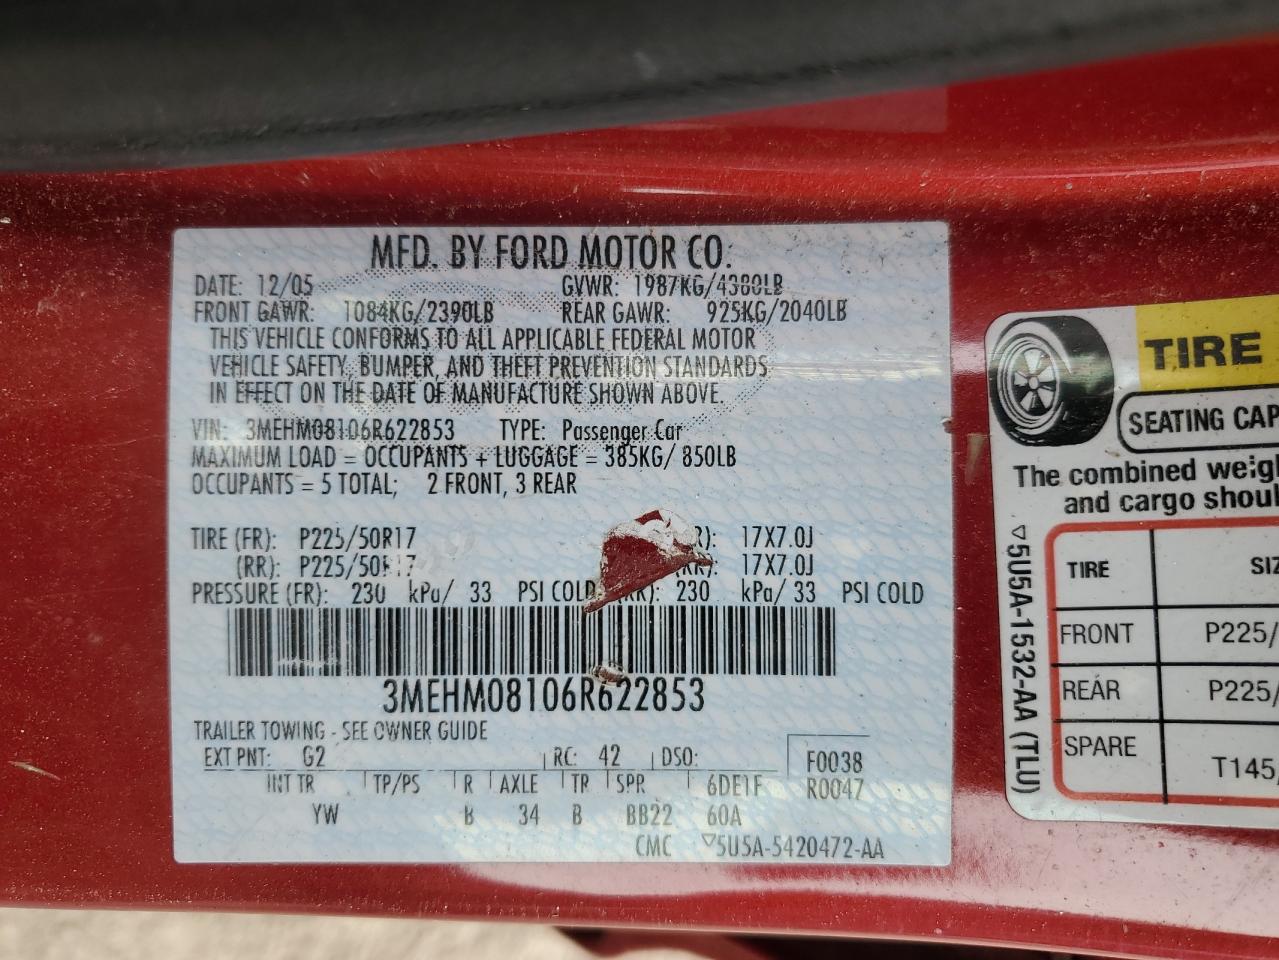 MFD. BY FORD MOTOR CO.
DATE: 12/05 GVWR: 1987KG/4380LB
FRONT GAWR: 1084KG/2390LB REAR GAWR: 925KG/2040LB
THIS VEHICLE CONFORMS TO ALL APPLICABLE FEDERAL MOTOR
VEHICLE SAFETY, BUMPER, AND THEFT PREVENTION STANDARDS
IN EFFECT ON THE DATE OF MANUFACTURE SHOWN ABOVE.
VIN: 3MEHM08106R622853 TYPE: Passenger Car
MAXIMUM LOAD = OCCUPANTS + LUGGAGE = 385KG/ 850LB
OCCUPANTS = 5 TOTAL; 2 FRONT, 3 REAR
TIRE (FR): P225/50R17 17X7.0J
(RR): P225/50R17 17X7.0J
PRESSURE (FR): 230 kPa/ 33 PSI COLD (RR): 230 kPa/ 33 PSI COLD
3MEHM08106R622853
TRAILER TOWING - SEE OWNER GUIDE
EXT PNT: G2 RC: 42 DSO: F0038
INT TR TP/PS R AXLE TR SPR 6DE1F R0047
YW B 34 B BB22 60A
CMC ▽5U5A-5420472-AA
TIRE
SEATING CAP
The combined weigh
and cargo shoul
TIRE SIZ
FRONT P225/
REAR P225/
SPARE T145/
▽5U5A-1532-AA (TLU)